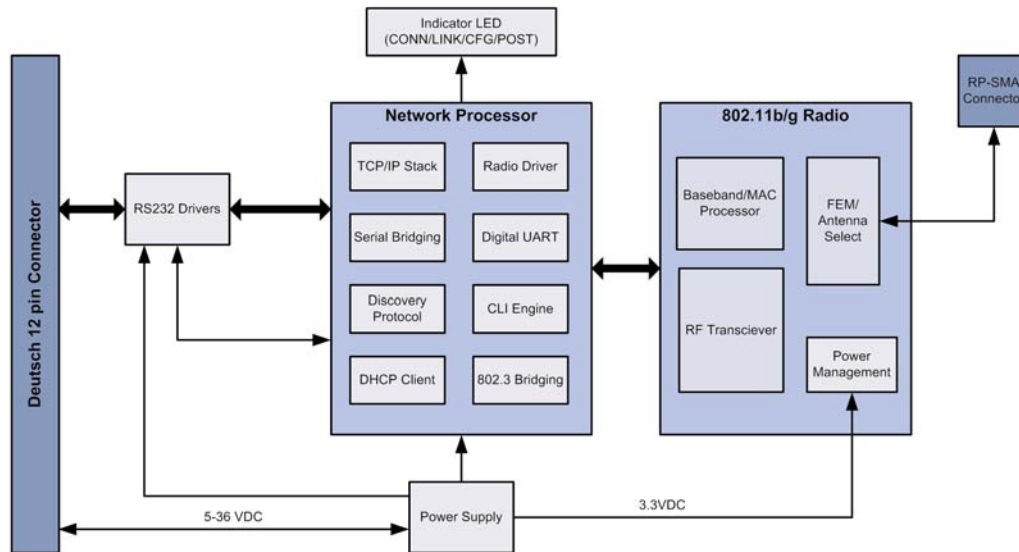 Indicator LED
(CONN/LINK/CFG/POST)
Deutsch 12 pin Connector
RS232 Drivers
Network Processor
TCP/IP Stack
Radio Driver
Serial Bridging
Digital UART
Discovery
Protocol
CLI Engine
DHCP Client
802.3 Bridging
802.11b/g Radio
Baseband/MAC
Processor
FEM/
Antenna
Select
RF Transciever
Power
Management
RP-SMA
Connector
Power Supply
5-36 VDC
3.3VDC